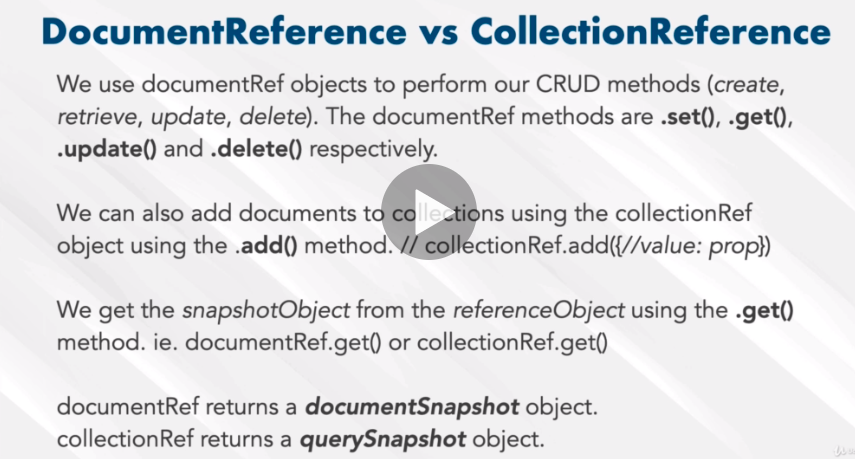 DocumentReference vs CollectionReference
We use documentRef objects to perform our CRUD methods (create,
retrieve, update, delete). The documentRef methods are .set(), .get(),
.update() and .delete() respectively.
We can also add documents to collections using the collectionRef
object using the .add() method. // collectionRef.add({//value: prop})
We get the snapshotObject from the referenceObject using the .get()
method. ie. documentRef.get() or collectionRef.get()
documentRef returns a documentSnapshot object.
collectionRef returns a querySnapshot object.